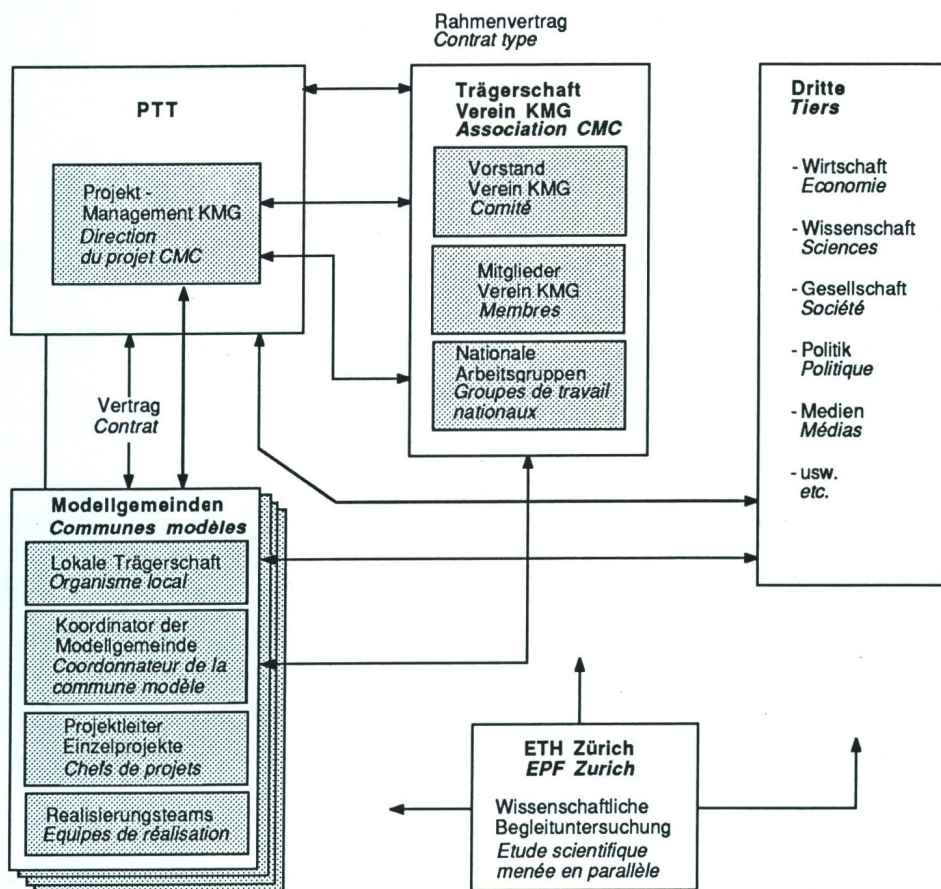 Rahmenvertrag
Contrat type
PTT
Projekt -
Management KMG
Direction
du projet CMC
Trägerschaft
Verein KMG
Association CMC
Vorstand
Verein KMG
Comité
Mitglieder
Verein KMG
Membres
Nationale
Arbeitsgruppen
Groupes de travail
nationaux
Dritte
Tiers
- Wirtschaft
Economie
- Wissenschaft
Sciences
- Gesellschaft
Société
- Politik
Politique
- Medien
Médias
- usw.
etc.
Vertrag
Contrat
Modellgemeinden
Communes modèles
Lokale Trägerschaft
Organisme local
Koordinator der
Modellgemeinde
Coordonnateur de la
commune modèle
Projektleiter
Einzelprojekte
Chefs de projets
Realisierungsteams
Equipes de réalisation
ETH Zürich
EPF Zurich
Wissenschaftliche
Begleituntersuchung
Etude scientifique
menée en parallèle